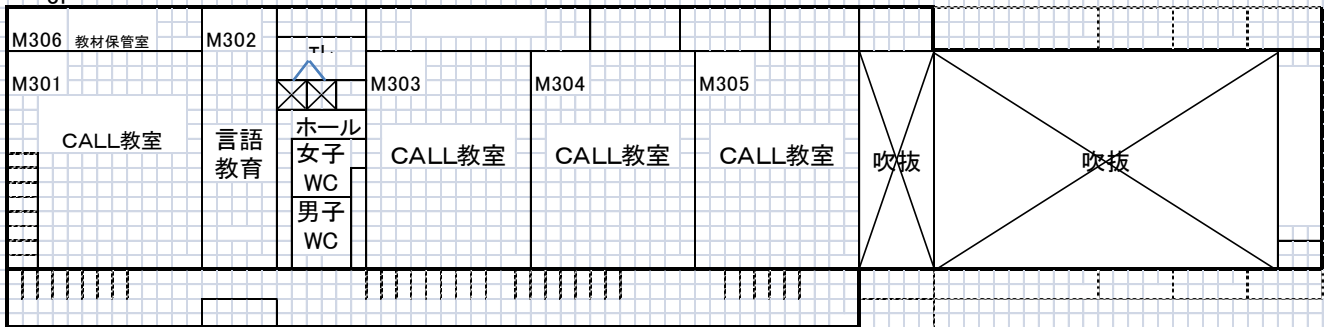 M306 教材保管室
M302
M301
CALL教室
言語
教育
ホール
女子
WC
男子
WC
M303
CALL教室
M304
CALL教室
M305
CALL教室
吹抜
吹抜